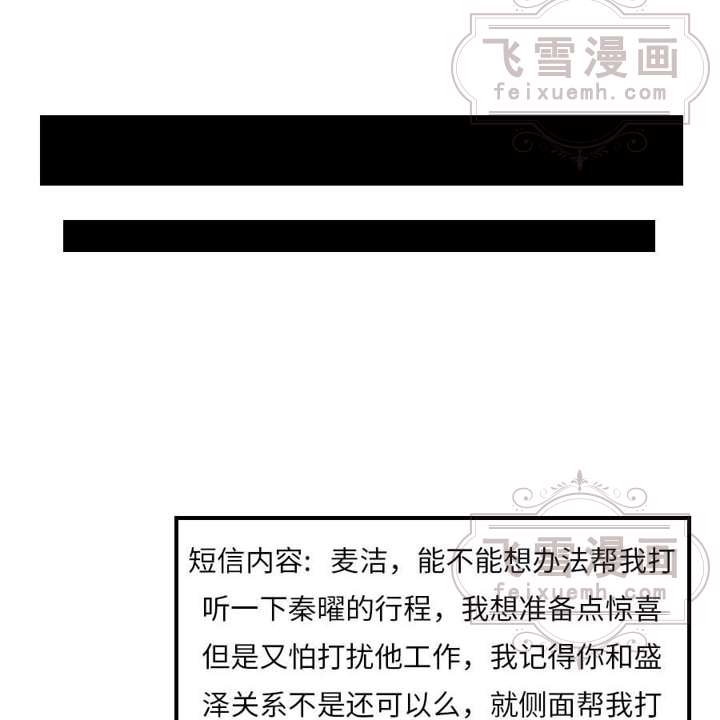 飞雪漫画
feixuemh.com
飞雪漫画
短信内容：麦洁，能不能想办法帮我打
feixuemh.com
听一下秦曜的行程，我想准备点惊喜
但是又怕打扰他工作，我记得你和盛
泽关系不是还可以么，就侧面帮我打